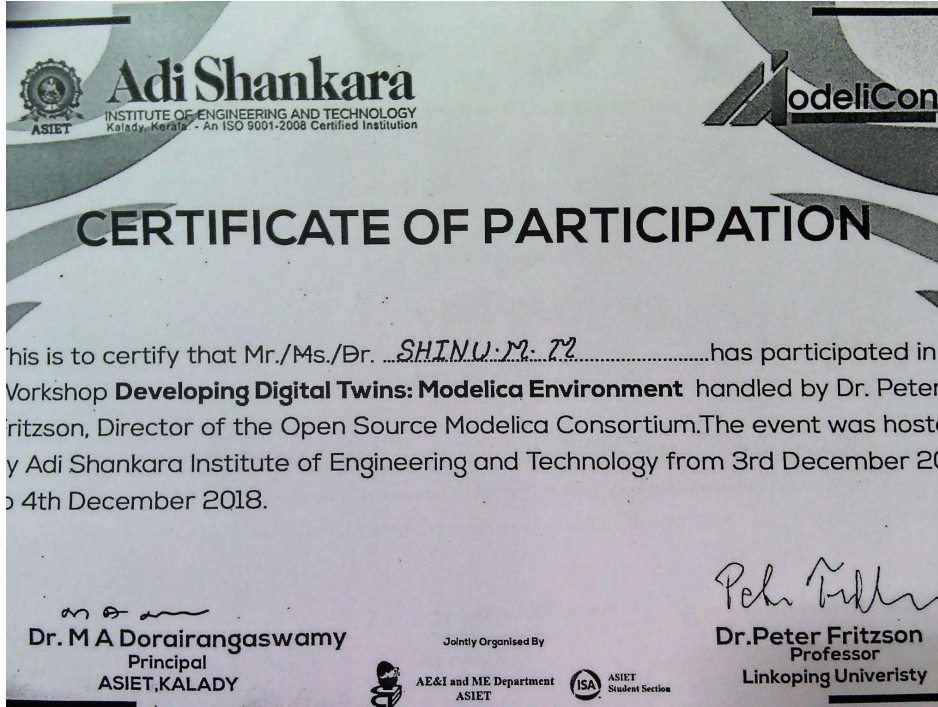 Adi Shankara
INSTITUTE OF ENGINEERING AND TECHNOLOGY
Kalady, Kerala. - An ISO 9001-2008 Certified Institution
ASIET
odeliCon
CERTIFICATE OF PARTICIPATION
his is to certify that Mr./Ms./Dr. SHINU.M.M has participated in
Workshop Developing Digital Twins: Modelica Environment handled by Dr. Peter
ritzson, Director of the Open Source Modelica Consortium.The event was hoste
y Adi Shankara Institute of Engineering and Technology from 3rd December 20
o 4th December 2018.
Dr. M A Dorairangaswamy
Principal
ASIET,KALADY
Jointly Organised By
AE&I and ME Department
ASIET
ISA
ASIET
Student Section
Dr.Peter Fritzson
Professor
Linkoping Univeristy